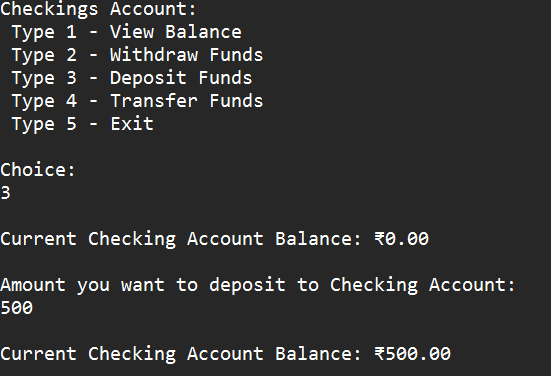 Checkings Account:
Type 1 - View Balance
Type 2 - Withdraw Funds
Type 3 - Deposit Funds
Type 4 - Transfer Funds
Type 5 - Exit
Choice:
3
Current Checking Account Balance: ₹0.00
Amount you want to deposit to Checking Account:
500
Current Checking Account Balance: ₹500.00